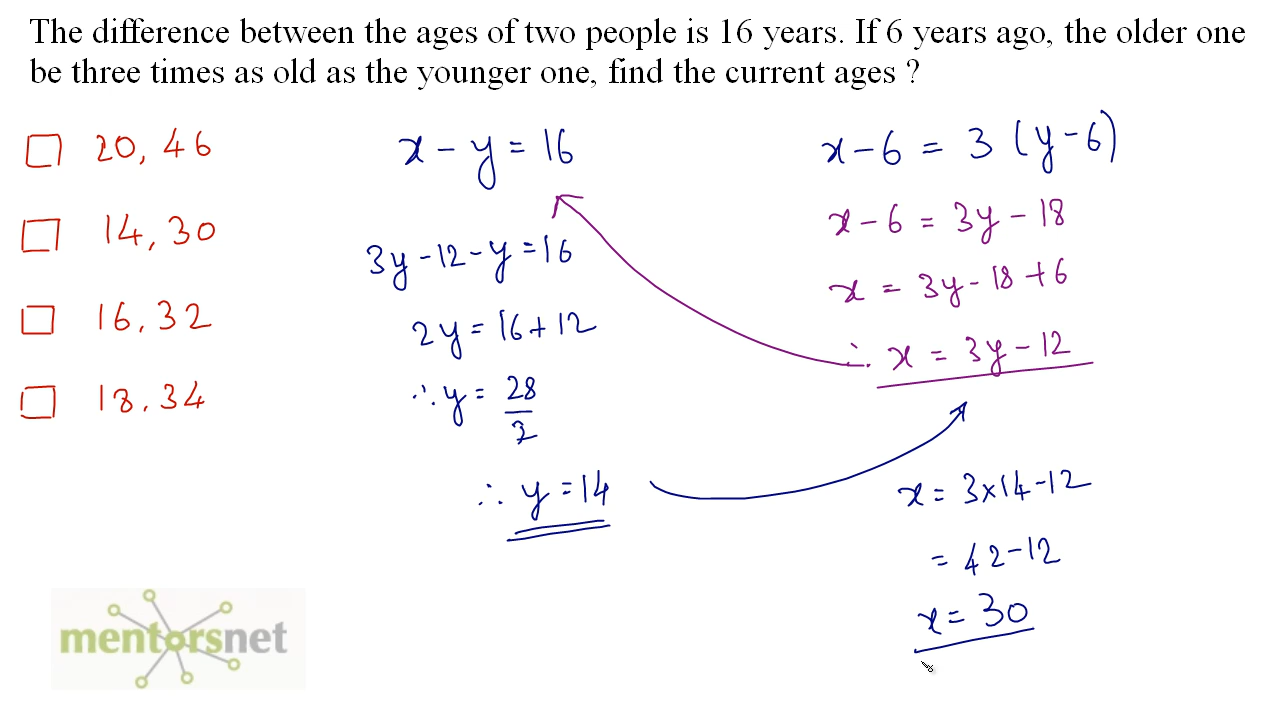 The difference between the ages of two people is 16 years. If 6 years ago, the older one
be three times as old as the younger one, find the current ages ?
20, 46
14, 30
16, 32
18, 34
x - y = 16
3y - 12 - y = 16
2y = 16 + 12
∴ y = 28/2
∴ y = 14
x - 6 = 3 (y - 6)
x - 6 = 3y - 18
x = 3y - 18 + 6
∴ x = 3y - 12
x = 3 x 14 - 12
= 42 - 12
x = 30
mentorsnet